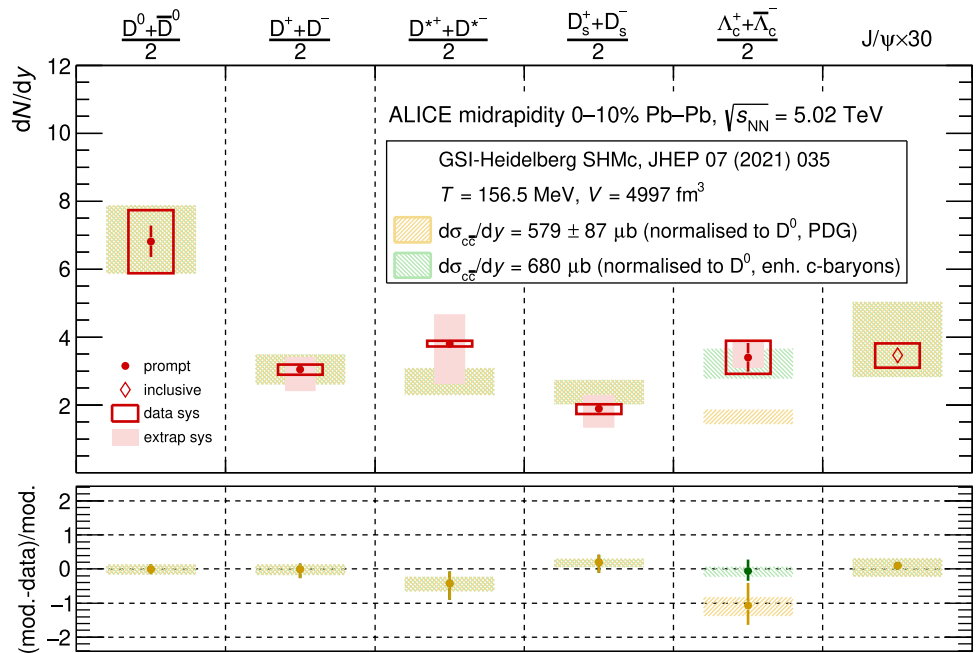 (D⁰+D̅⁰)/2 (D⁺+D⁻)/2 (D*⁺+D*⁻)/2 (Dₛ⁺+Dₛ⁻)/2 (Λ_c⁺+Λ̅_c⁻)/2 J/ψ×30
dN/dy
12
10
8
6
4
2
ALICE midrapidity 0–10% Pb–Pb, √s_NN = 5.02 TeV
GSI-Heidelberg SHMc, JHEP 07 (2021) 035
T = 156.5 MeV, V = 4997 fm³
dσ_cc̅/dy = 579 ± 87 μb (normalised to D⁰, PDG)
dσ_cc̅/dy = 680 μb (normalised to D⁰, enh. c-baryons)
prompt
inclusive
data sys
extrap sys
(mod.-data)/mod.
2
1
0
−1
−2